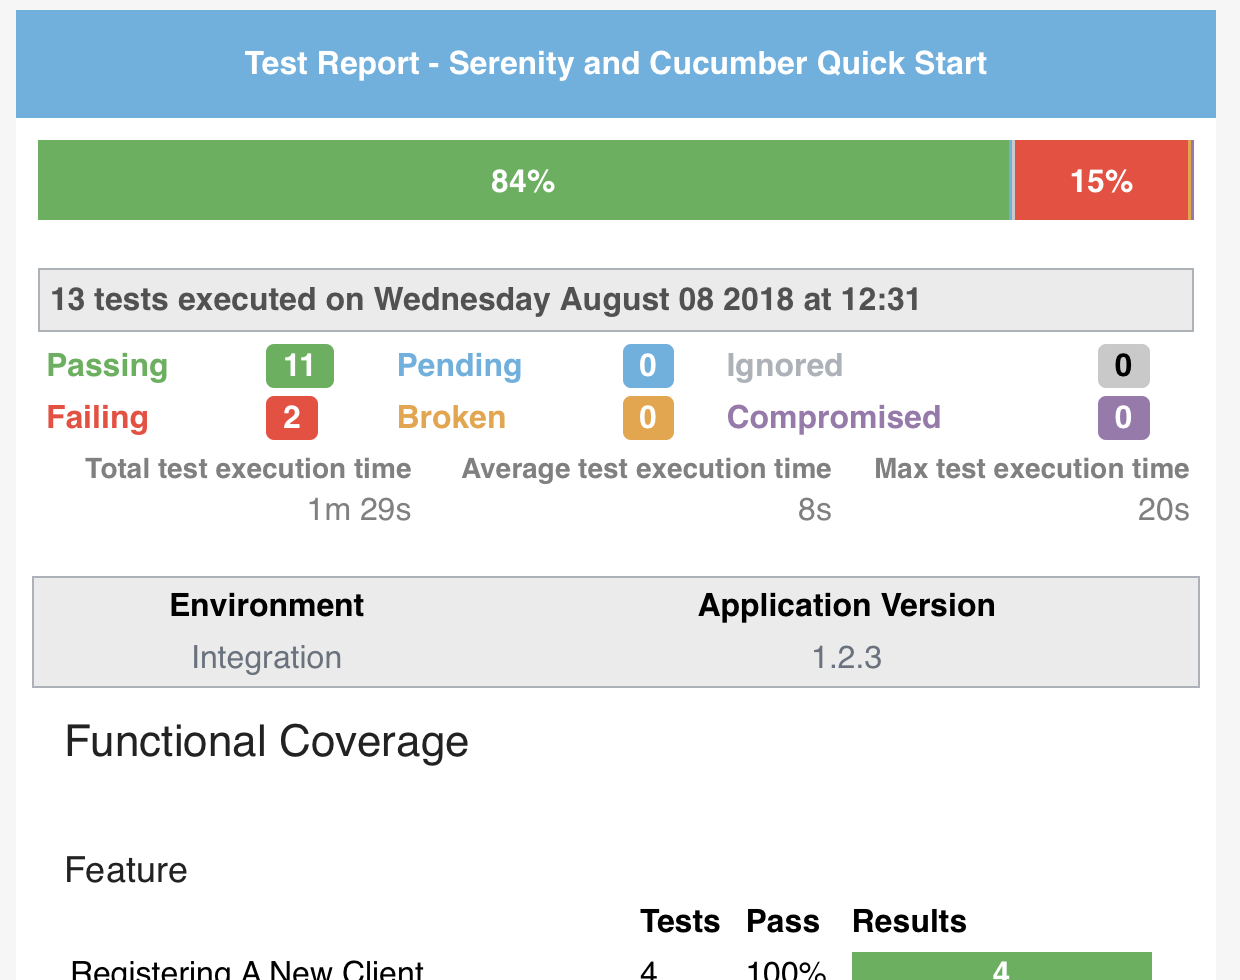 Test Report - Serenity and Cucumber Quick Start
84% 15%
13 tests executed on Wednesday August 08 2018 at 12:31
Passing 11 Pending 0 Ignored 0
Failing 2 Broken 0 Compromised 0
Total test execution time Average test execution time Max test execution time
1m 29s 8s 20s
Environment Application Version
Integration 1.2.3
Functional Coverage
Feature
Tests Pass Results
Registering A New Client 4 100% 4